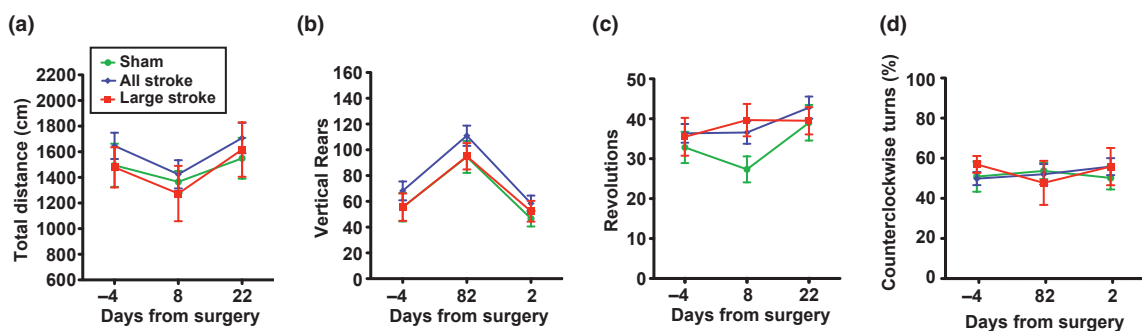 (a)
Sham
All stroke
Large stroke
Total distance (cm)
2200
2000
1800
1600
1400
1200
1000
800
600
–4 8 22
Days from surgery
(b)
Vertical Rears
160
140
120
100
80
60
40
20
0
–4 82 2
Days from surgery
(c)
Revolutions
50
40
30
20
10
0
–4 8 22
Days from surgery
(d)
Counterclockwise turns (%)
100
80
60
40
20
0
–4 82 2
Days from surgery